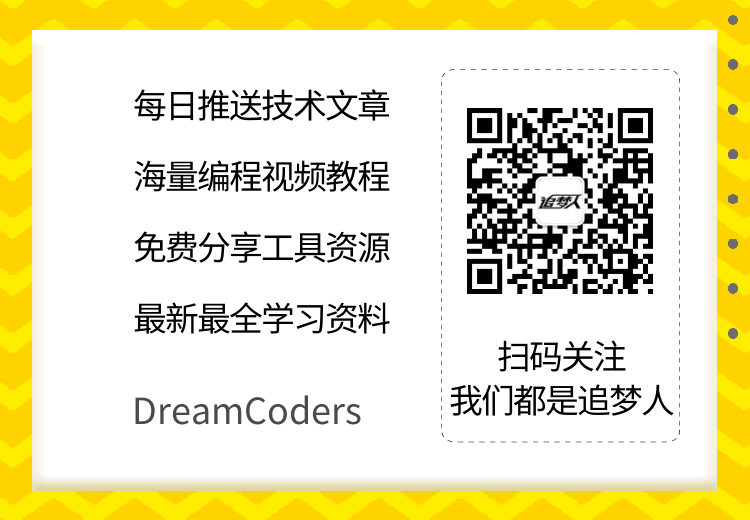 每日推送技术文章
海量编程视频教程
免费分享工具资源
最新最全学习资料
DreamCoders
追梦人
扫码关注
我们都是追梦人